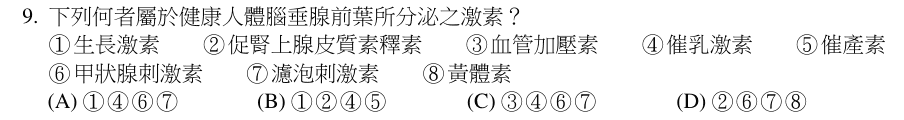 9. 下列何者屬於健康人體腦垂腺前葉所分泌之激素？
①生長激素 ②促腎上腺皮質素釋素 ③血管加壓素 ④催乳激素 ⑤催產素
⑥甲狀腺刺激素 ⑦濾泡刺激素 ⑧黃體素
(A) ①④⑥⑦ (B) ①②④⑤ (C) ③④⑥⑦ (D) ②⑥⑦⑧